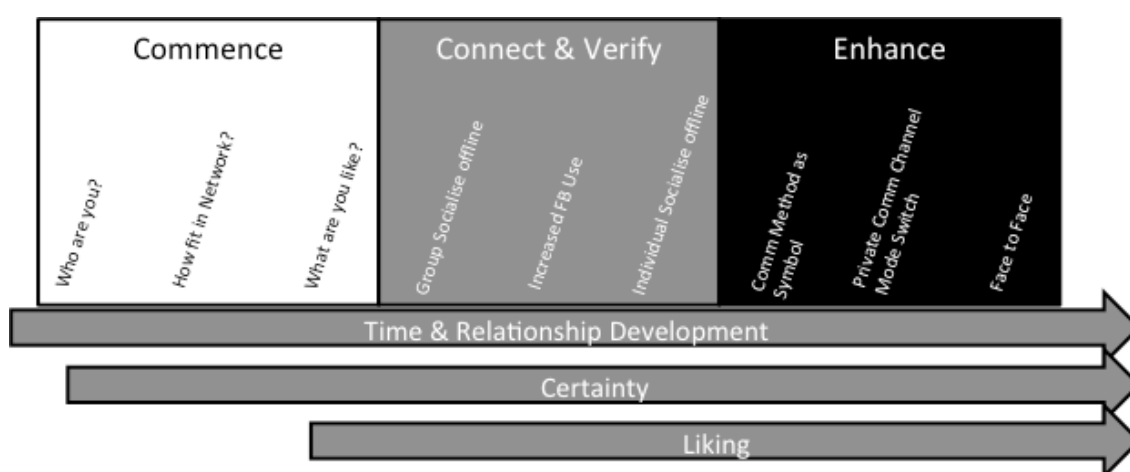 Commence
Connect & Verify
Enhance
Who are you?
How fit in Network?
What are you like?
Group Socialise offline
Increased FB Use
Individual Socialise offline
Comm Method as
Symbol
Private Comm Channel
Mode Switch
Face to Face
Time & Relationship Development
Certainty
Liking